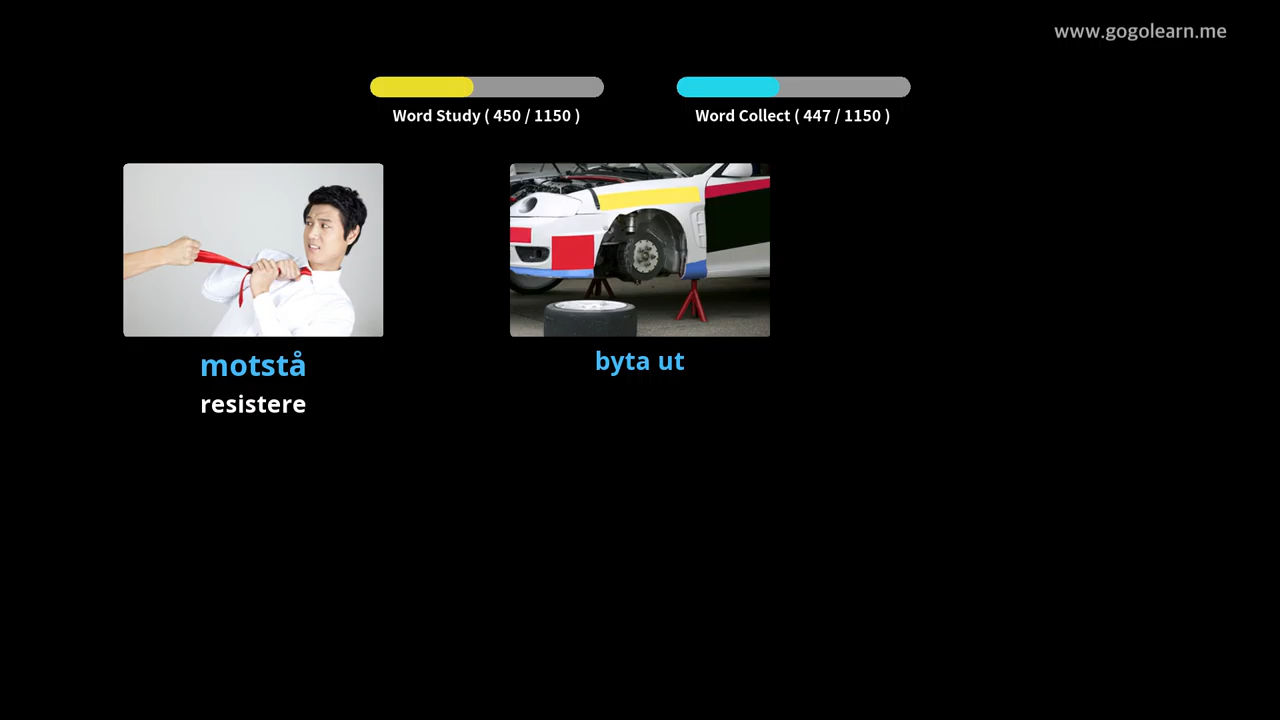 www.gogolearn.me
Word Study ( 450 / 1150 )
Word Collect ( 447 / 1150 )
motstå
resistere
byta ut